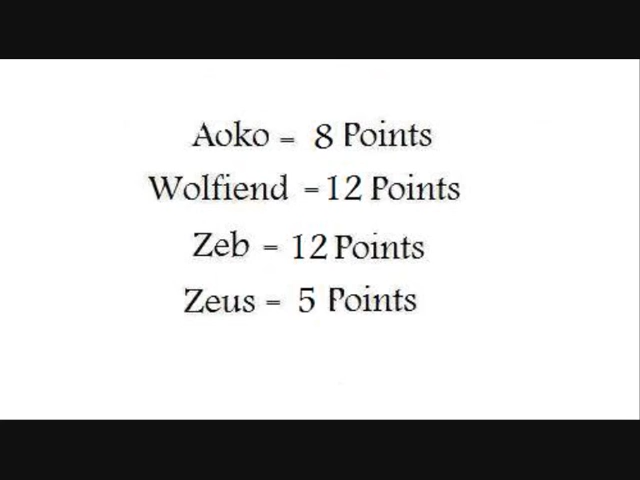 Aoko = 8 Points
Wolfiend =12 Points
Zeb = 12 Points
Zeus = 5 Points